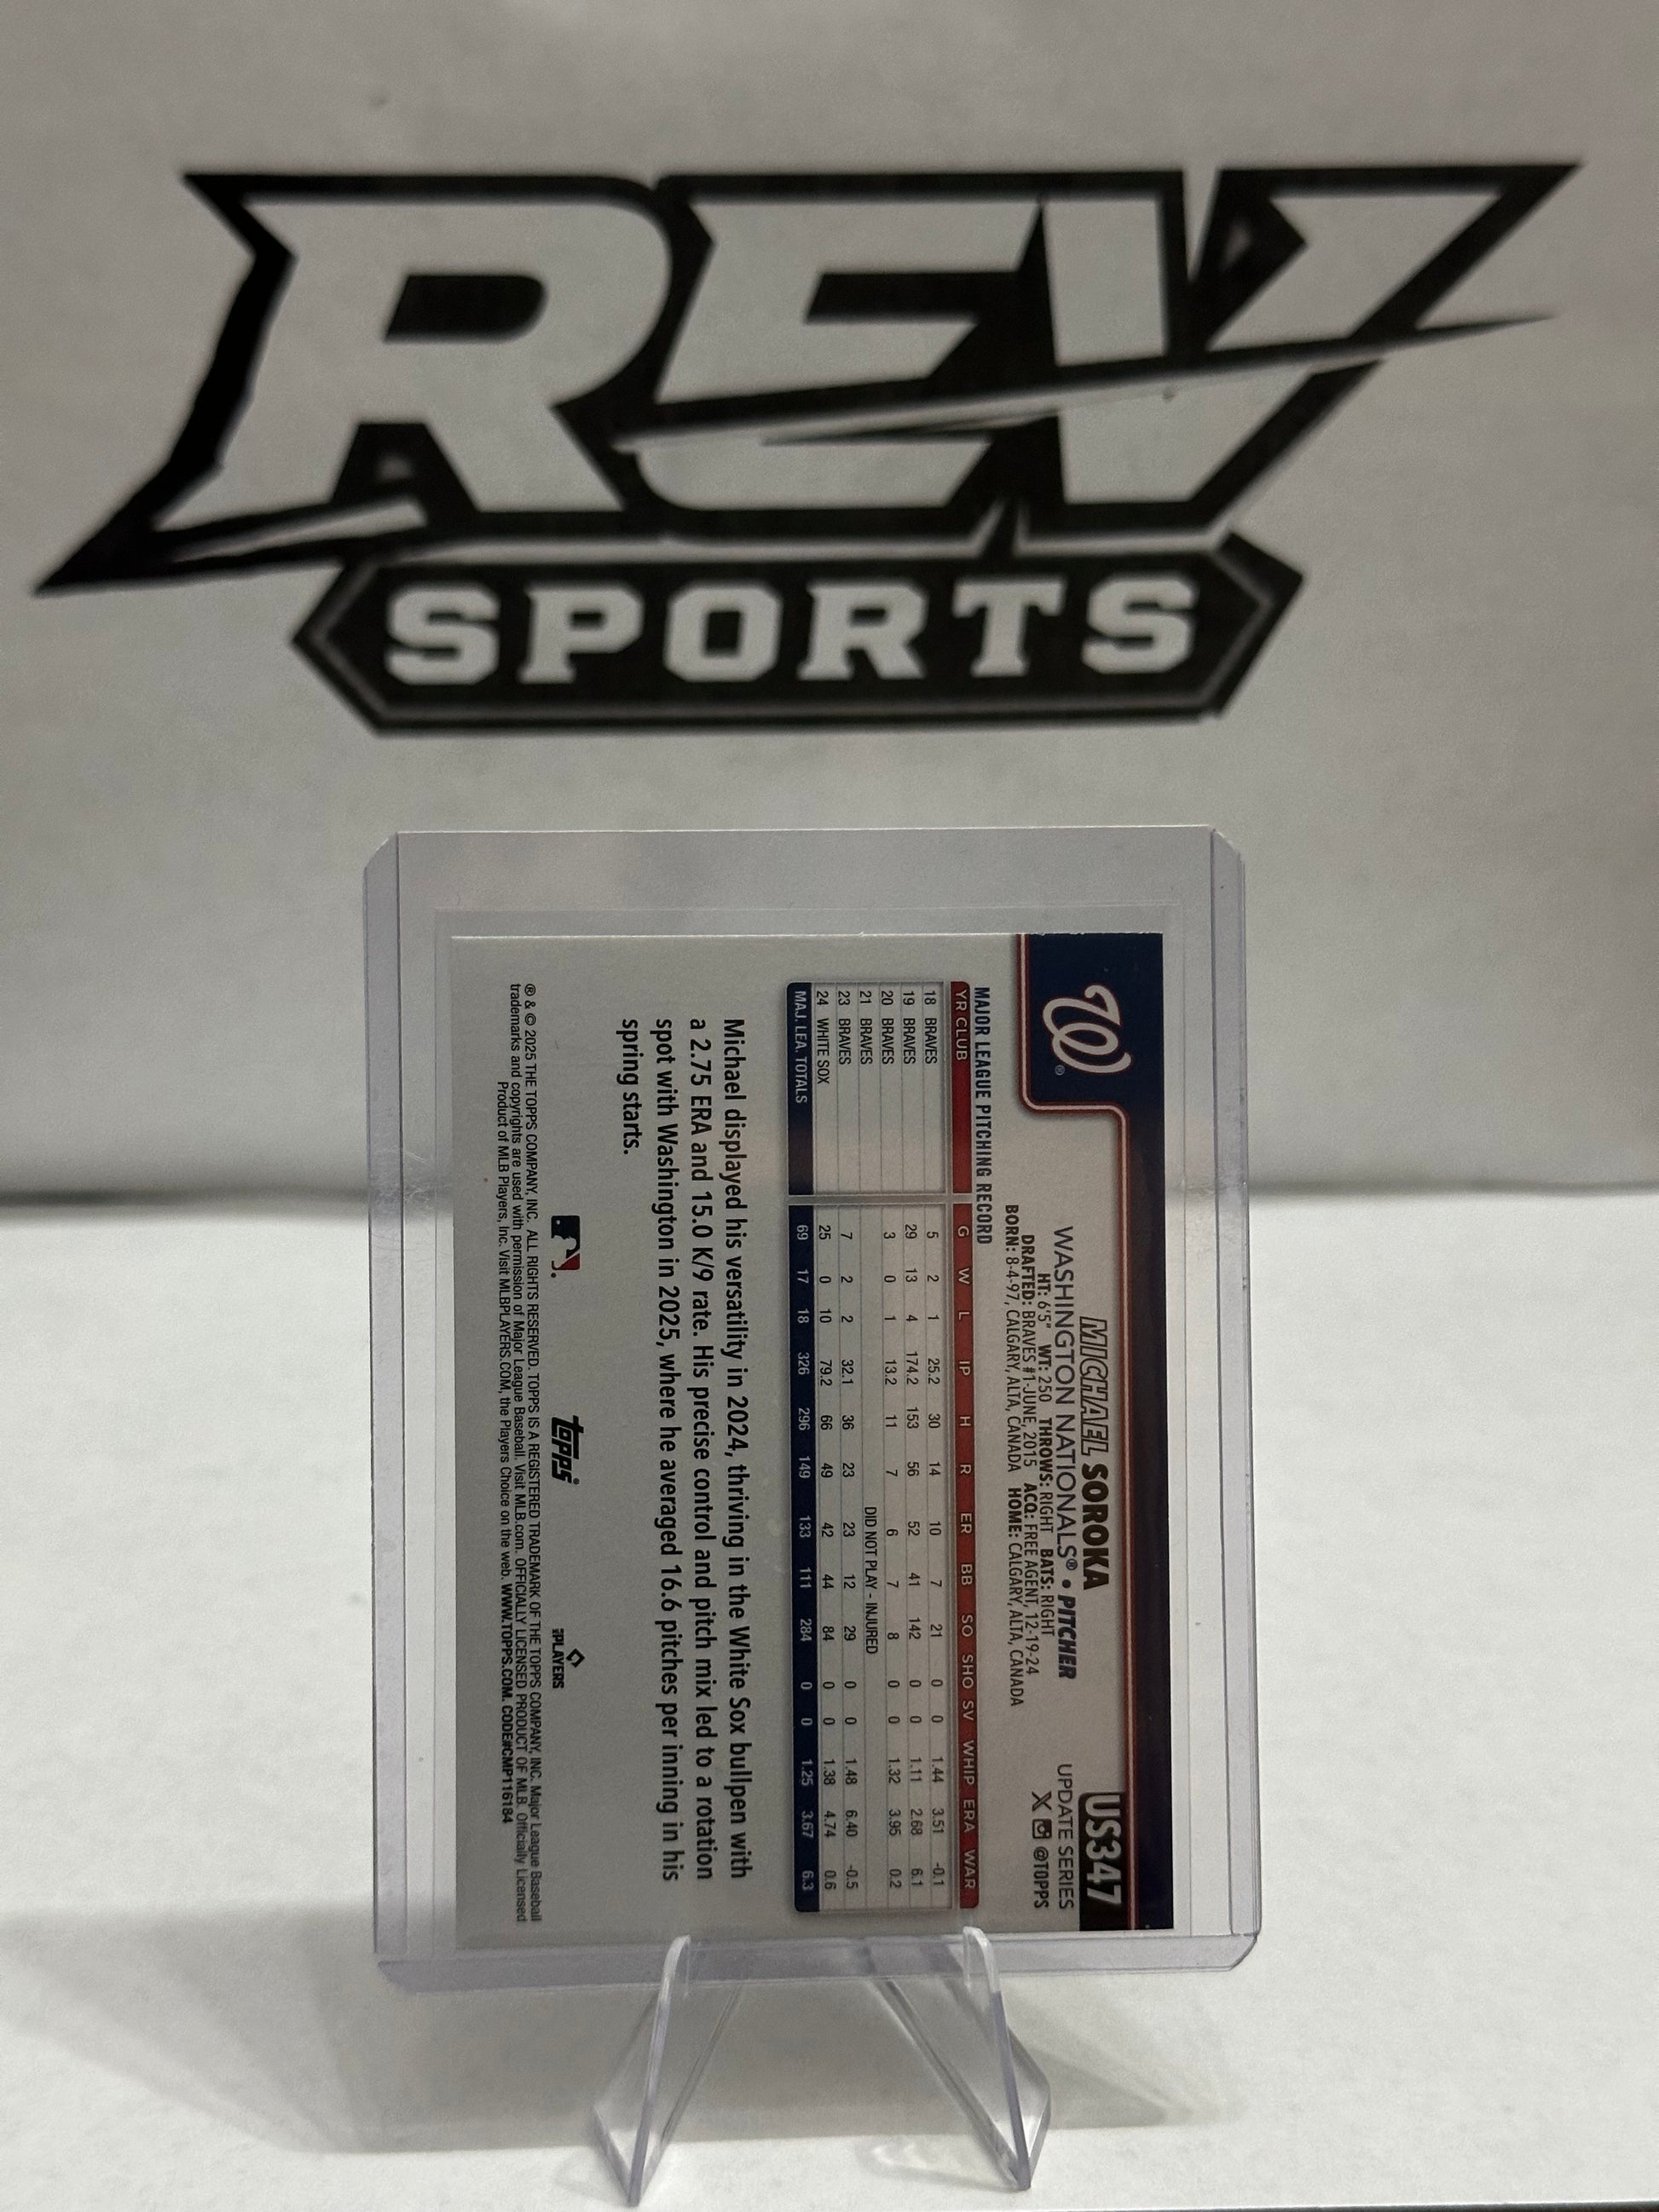 REV
SPORTS
W®
MICHAEL SOROKA
US347
WASHINGTON NATIONALS® • PITCHER
UPDATE SERIES
HT: 6'5" WT: 250 THROWS: RIGHT BATS: RIGHT
X @TOPPS
DRAFTED: BRAVES #1-JUNE, 2015 ACQ: FREE AGENT, 12-19-24
BORN: 8-4-97, CALGARY, ALTA, CANADA HOME: CALGARY, ALTA, CANADA
MAJOR LEAGUE PITCHING RECORD
YR CLUB G W L IP H R ER BB SO SHO SV WHIP ERA WAR
18 BRAVES 5 2 1 25.2 30 14 10 7 21 0 0 1.44 3.51 -0.1
19 BRAVES 29 13 4 174.2 153 56 52 41 142 0 0 1.11 2.68 6.1
20 BRAVES 3 0 1 13.2 11 7 6 7 8 0 0 1.32 3.95 0.2
21 BRAVES DID NOT PLAY - INJURED
23 BRAVES 7 2 2 32.1 36 23 23 12 29 0 0 1.48 6.40 -0.5
24 WHITE SOX 25 0 10 79.2 66 49 42 44 84 0 0 1.38 4.74 0.6
MAJ. LEA. TOTALS 69 17 18 326 296 149 133 111 284 0 0 1.25 3.67 6.3
Michael displayed his versatility in 2024, thriving in the White Sox bullpen with
a 2.75 ERA and 15.0 K/9 rate. His precise control and pitch mix led to a rotation
spot with Washington in 2025, where he averaged 16.6 pitches per inning in his
spring starts.
topps
PLAYERS
® & © 2025 THE TOPPS COMPANY, INC. ALL RIGHTS RESERVED. TOPPS IS A REGISTERED TRADEMARK OF THE TOPPS COMPANY, INC. Major League Baseball
trademarks and copyrights are used with permission of Major League Baseball. Visit MLB.com. OFFICIALLY LICENSED PRODUCT OF MLB. Officially Licensed
Product of MLB Players, Inc. Visit MLBPLAYERS.COM, the Players Choice on the web. WWW.TOPPS.COM. CODE#CMP116184